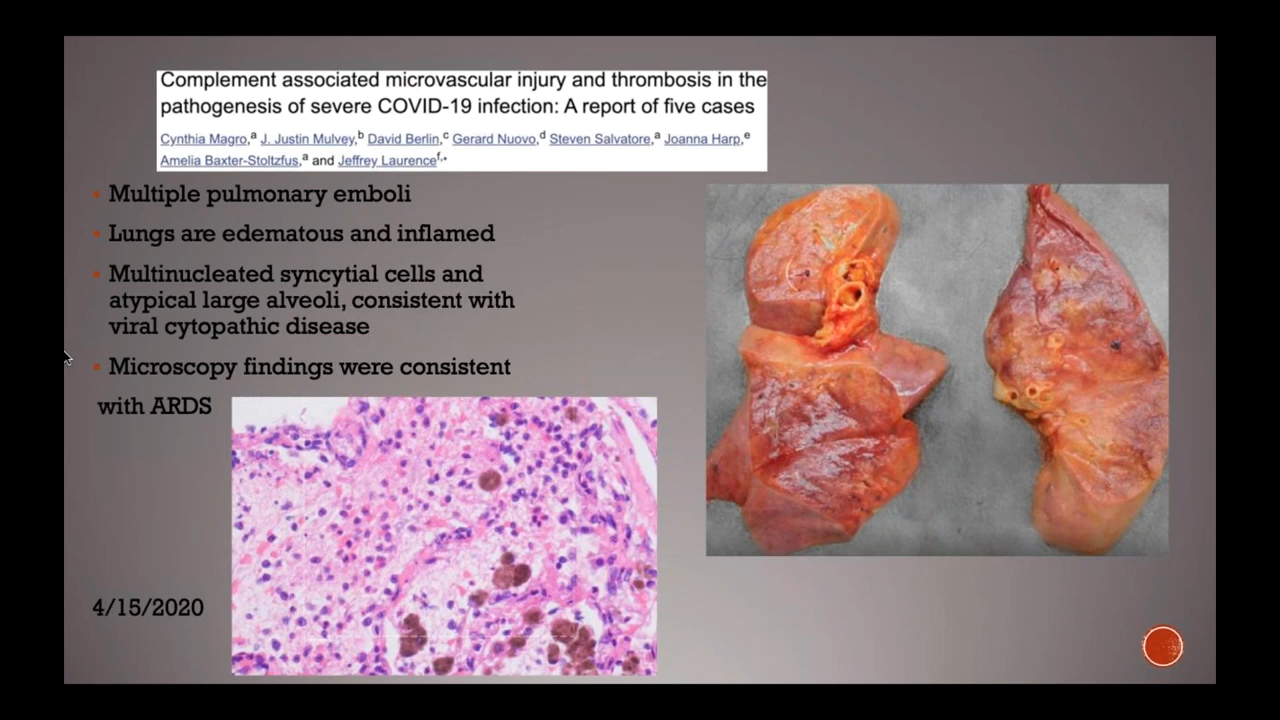 Complement associated microvascular injury and thrombosis in the
pathogenesis of severe COVID-19 infection: A report of five cases
Cynthia Magro,a J. Justin Mulvey,b David Berlin,c Gerard Nuovo,d Steven Salvatore,a Joanna Harp,e
Amelia Baxter-Stoltzfus,a and Jeffrey Laurencef,*
Multiple pulmonary emboli
Lungs are edematous and inflamed
Multinucleated syncytial cells and
atypical large alveoli, consistent with
viral cytopathic disease
Microscopy findings were consistent
with ARDS
4/15/2020